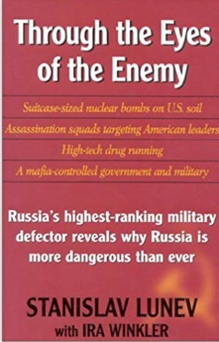 Through the Eyes
of the Enemy
Suitcase-sized nuclear bombs on U.S. soil
Assassination squads targeting American leaders
High-tech drug running
A mafia-controlled government and military
Russia's highest-ranking military
defector reveals why Russia is
more dangerous than ever
STANISLAV LUNEV
with IRA WINKLER